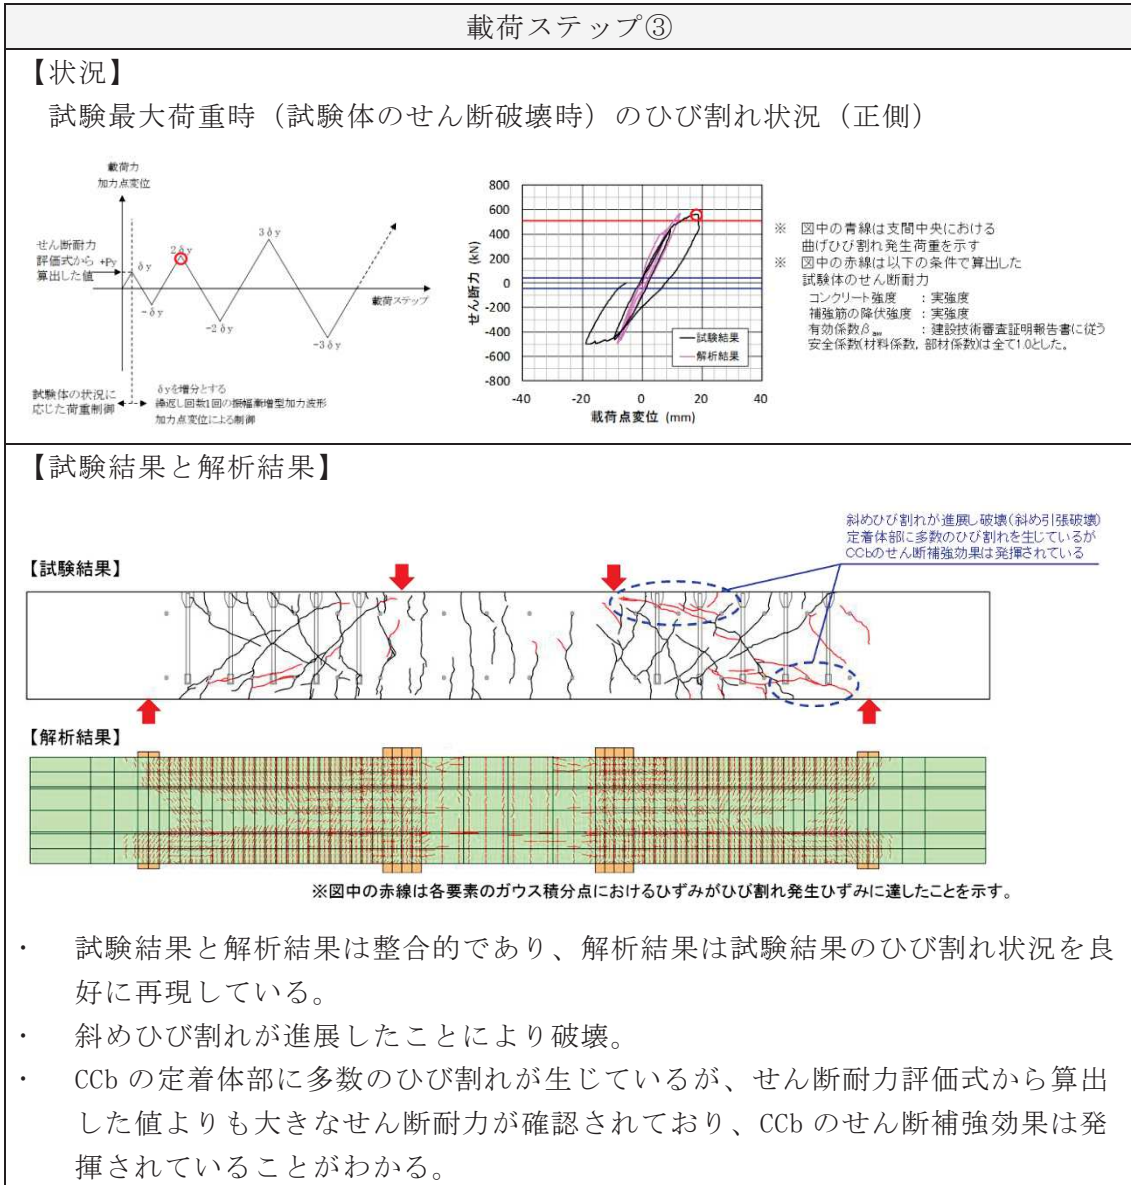 載荷ステップ③
【状況】
試験最大荷重時（試験体のせん断破壊時）のひび割れ状況（正側）
載荷力
加力点変位
せん断耐力
評価式から +Py
算出した値
δy
2δy
3δy
-δy
-2δy
-3δy
載荷ステップ
試験体の状況に
応じた荷重制御
δyを増分とする
繰返し回数1回の振幅漸増型加力波形
加力点変位による制御
せん断力 (kN)
800
600
400
200
0
-200
-400
-600
-800
試験結果
解析結果
-40 -20 0 20 40
載荷点変位 (mm)
※ 図中の青線は支間中央における
曲げひび割れ発生荷重を示す
※ 図中の赤線は以下の条件で算出した
試験体のせん断耐力
コンクリート強度 ：実強度
補強筋の降伏強度 ：実強度
有効係数βaw ：建設技術審査証明報告書に従う
安全係数(材料係数, 部材係数)は全て1.0とした。
【試験結果と解析結果】
斜めひび割れが進展し破壊(斜め引張破壊)
定着体部に多数のひび割れを生じているが
CCbのせん断補強効果は発揮されている
【試験結果】
【解析結果】
※図中の赤線は各要素のガウス積分点におけるひずみがひび割れ発生ひずみに達したことを示す。
・ 試験結果と解析結果は整合的であり、解析結果は試験結果のひび割れ状況を良
好に再現している。
・ 斜めひび割れが進展したことにより破壊。
・ CCb の定着体部に多数のひび割れが生じているが、せん断耐力評価式から算出
した値よりも大きなせん断耐力が確認されており、CCb のせん断補強効果は発
揮されていることがわかる。